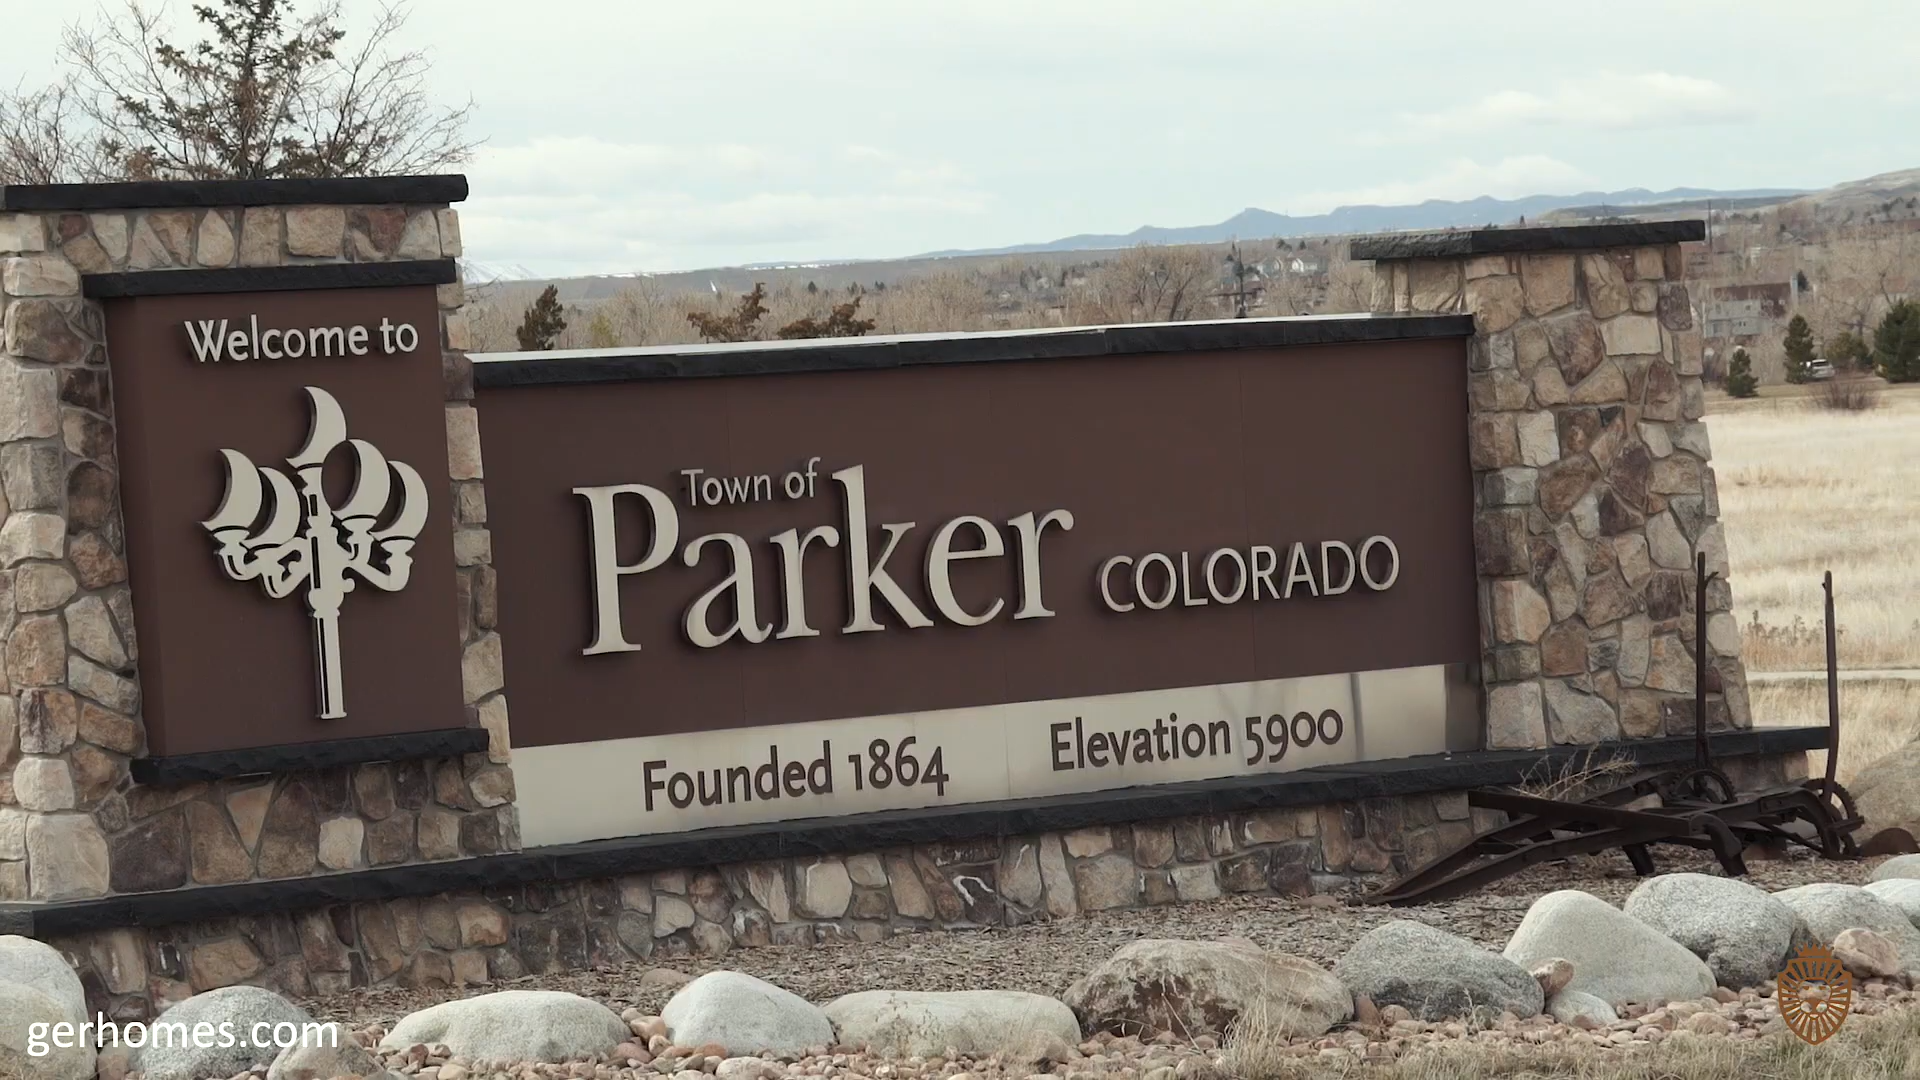 Welcome to
Town of
Parker COLORADO
Founded 1864 Elevation 5900
gerhomes.com